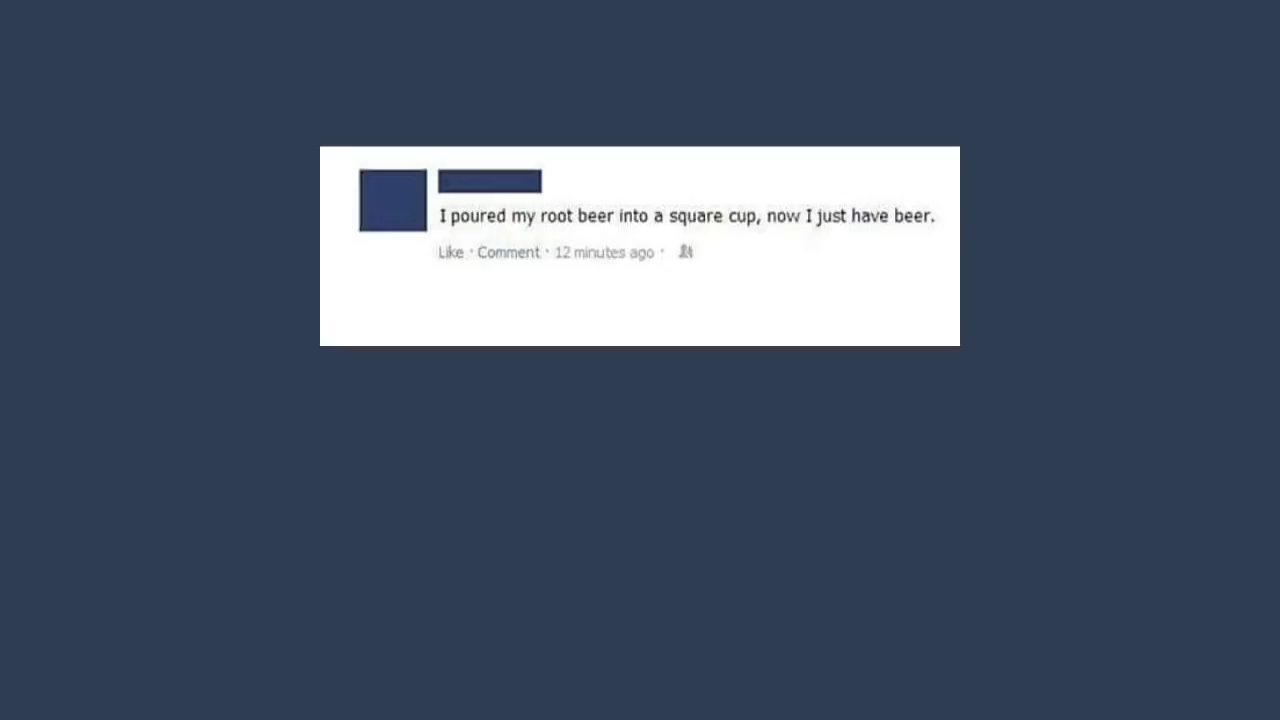 I poured my root beer into a square cup, now I just have beer.
Like · Comment · 12 minutes ago ·